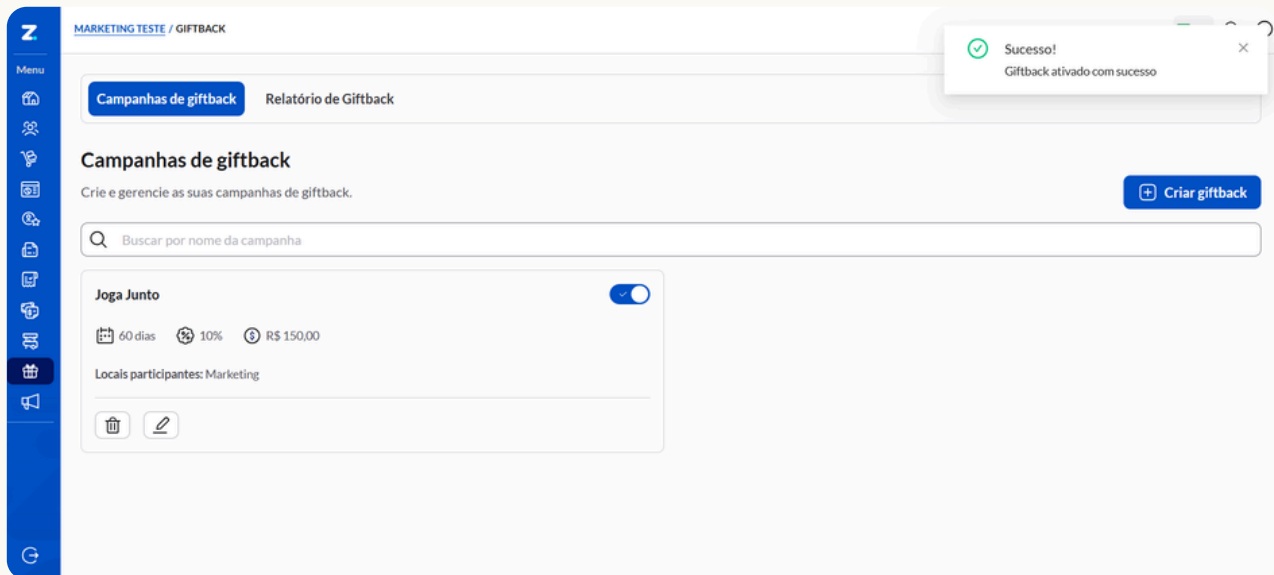 Z.
MARKETING TESTE / GIFTBACK
Sucesso!
Giftback ativado com sucesso
Menu
Campanhas de giftback
Relatório de Giftback
Campanhas de giftback
Crie e gerencie as suas campanhas de giftback.
Criar giftback
Buscar por nome da campanha
Joga Junto
60 dias 10% R$ 150,00
Locais participantes: Marketing